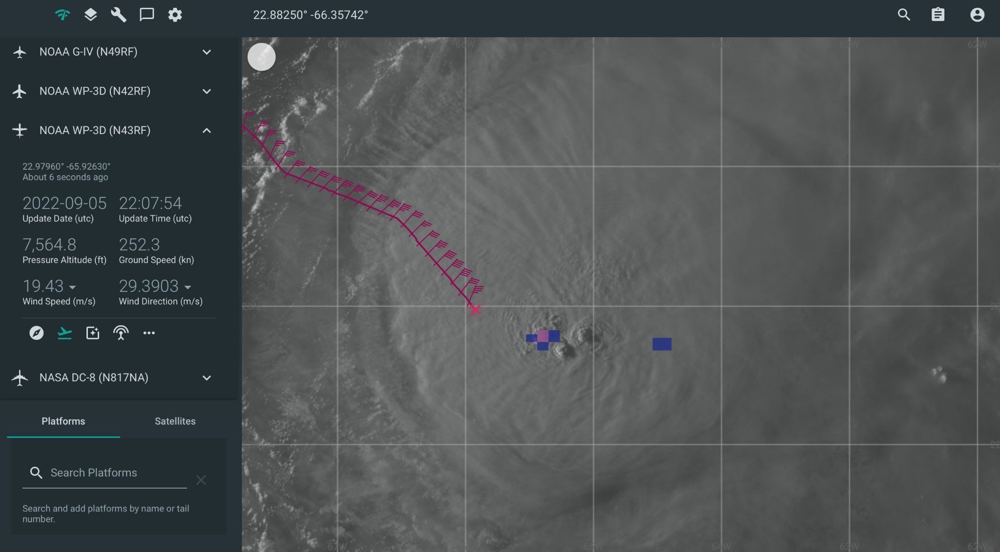 22.88250° -66.35742°
NOAA G-IV (N49RF)
NOAA WP-3D (N42RF)
NOAA WP-3D (N43RF)
22.97960° -65.92630°
About 6 seconds ago
2022-09-05 22:07:54
Update Date (utc) Update Time (utc)
7,564.8 252.3
Pressure Altitude (ft) Ground Speed (kn)
19.43 29.3903
Wind Speed (m/s) Wind Direction (m/s)
NASA DC-8 (N817NA)
Platforms Satellites
Search Platforms
Search and add platforms by name or tail
number.
67W 66W 65W 64W 63W 62W
23N
67W 65W 64W 63W 62W